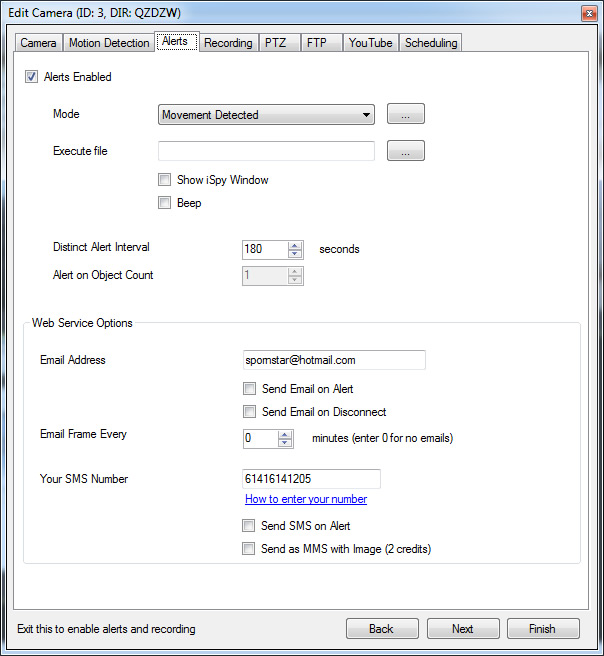 Edit Camera (ID: 3, DIR: QZDZW)
Camera Motion Detection Alerts Recording PTZ FTP YouTube Scheduling
Alerts Enabled
Mode Movement Detected ...
Execute file ...
Show iSpy Window
Beep
Distinct Alert Interval 180 seconds
Alert on Object Count 1
Web Service Options
Email Address spornstar@hotmail.com
Send Email on Alert
Send Email on Disconnect
Email Frame Every 0 minutes (enter 0 for no emails)
Your SMS Number 61416141205
How to enter your number
Send SMS on Alert
Send as MMS with Image (2 credits)
Exit this to enable alerts and recording Back Next Finish